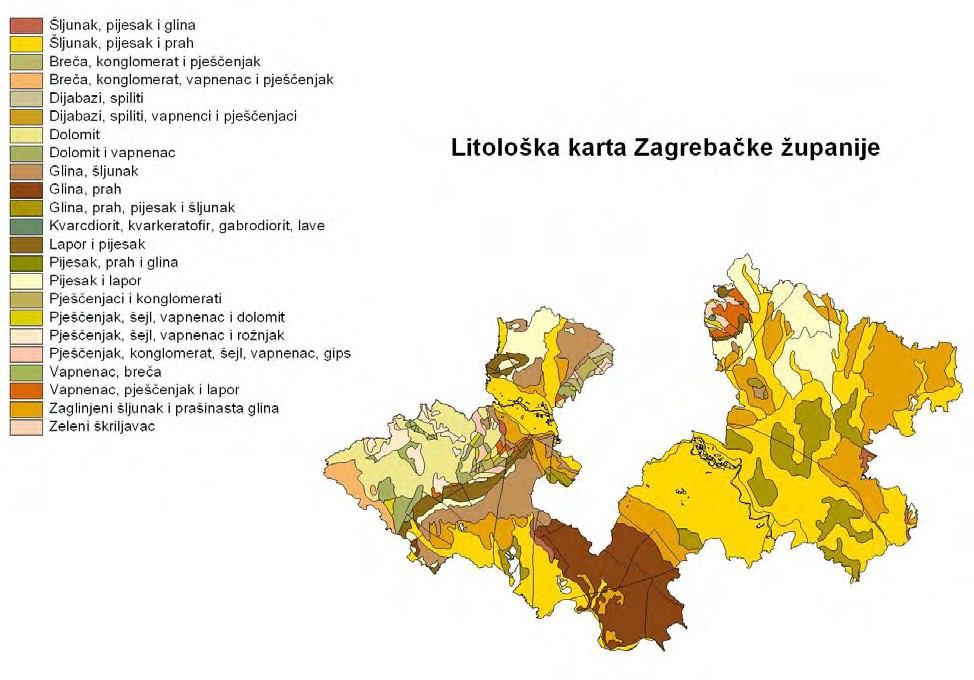 Šljunak, pijesak i glina
Šljunak, pijesak i prah
Breča, konglomerat i pješčenjak
Breča, konglomerat, vapnenac i pješčenjak
Dijabazi, spiliti
Dijabazi, spiliti, vapnenci i pješčenjaci
Dolomit
Dolomit i vapnenac
Glina, šljunak
Glina, prah
Glina, prah, pijesak i šljunak
Kvarcdiorit, kvarkeratofir, gabrodiorit, lave
Lapor i pijesak
Pijesak, prah i glina
Pijesak i lapor
Pješčenjaci i konglomerati
Pješčenjak, šejl, vapnenac i dolomit
Pješčenjak, šejl, vapnenac i rožnjak
Pješčenjak, konglomerat, šejl, vapnenac, gips
Vapnenac, breča
Vapnenac, pješčenjak i lapor
Zaglinjeni šljunak i prašinasta glina
Zeleni škriljavac
Litološka karta Zagrebačke županije